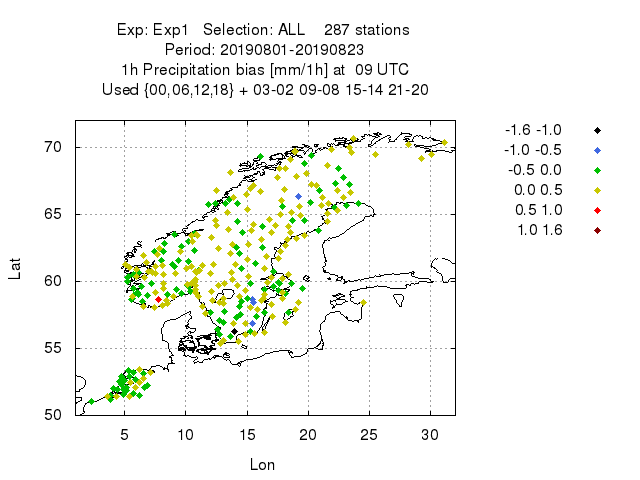 Exp: Exp1 Selection: ALL 287 stations
Period: 20190801-20190823
1h Precipitation bias [mm/1h] at 09 UTC
Used {00,06,12,18} + 03-02 09-08 15-14 21-20
-1.6 -1.0
-1.0 -0.5
-0.5 0.0
0.0 0.5
0.5 1.0
1.0 1.6
Lat
70
65
60
55
50
5 10 15 20 25 30
Lon